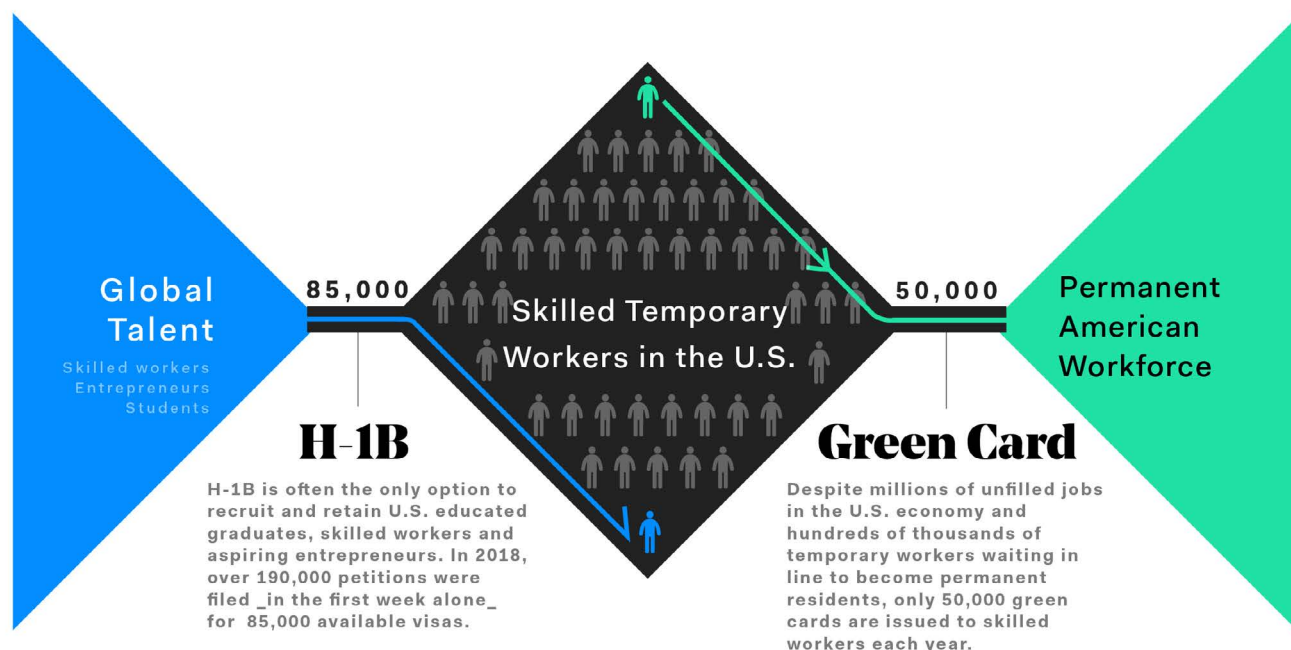 Global
Talent
Skilled workers
Entrepreneurs
Students
85,000
H-1B
H-1B is often the only option to
recruit and retain U.S. educated
graduates, skilled workers and
aspiring entrepreneurs. In 2018,
over 190,000 petitions were
filed _in the first week alone_
for 85,000 available visas.
Skilled Temporary
Workers in the U.S.
50,000
Green Card
Despite millions of unfilled jobs
in the U.S. economy and
hundreds of thousands of
temporary workers waiting in
line to become permanent
residents, only 50,000 green
cards are issued to skilled
workers each year.
Permanent
American
Workforce